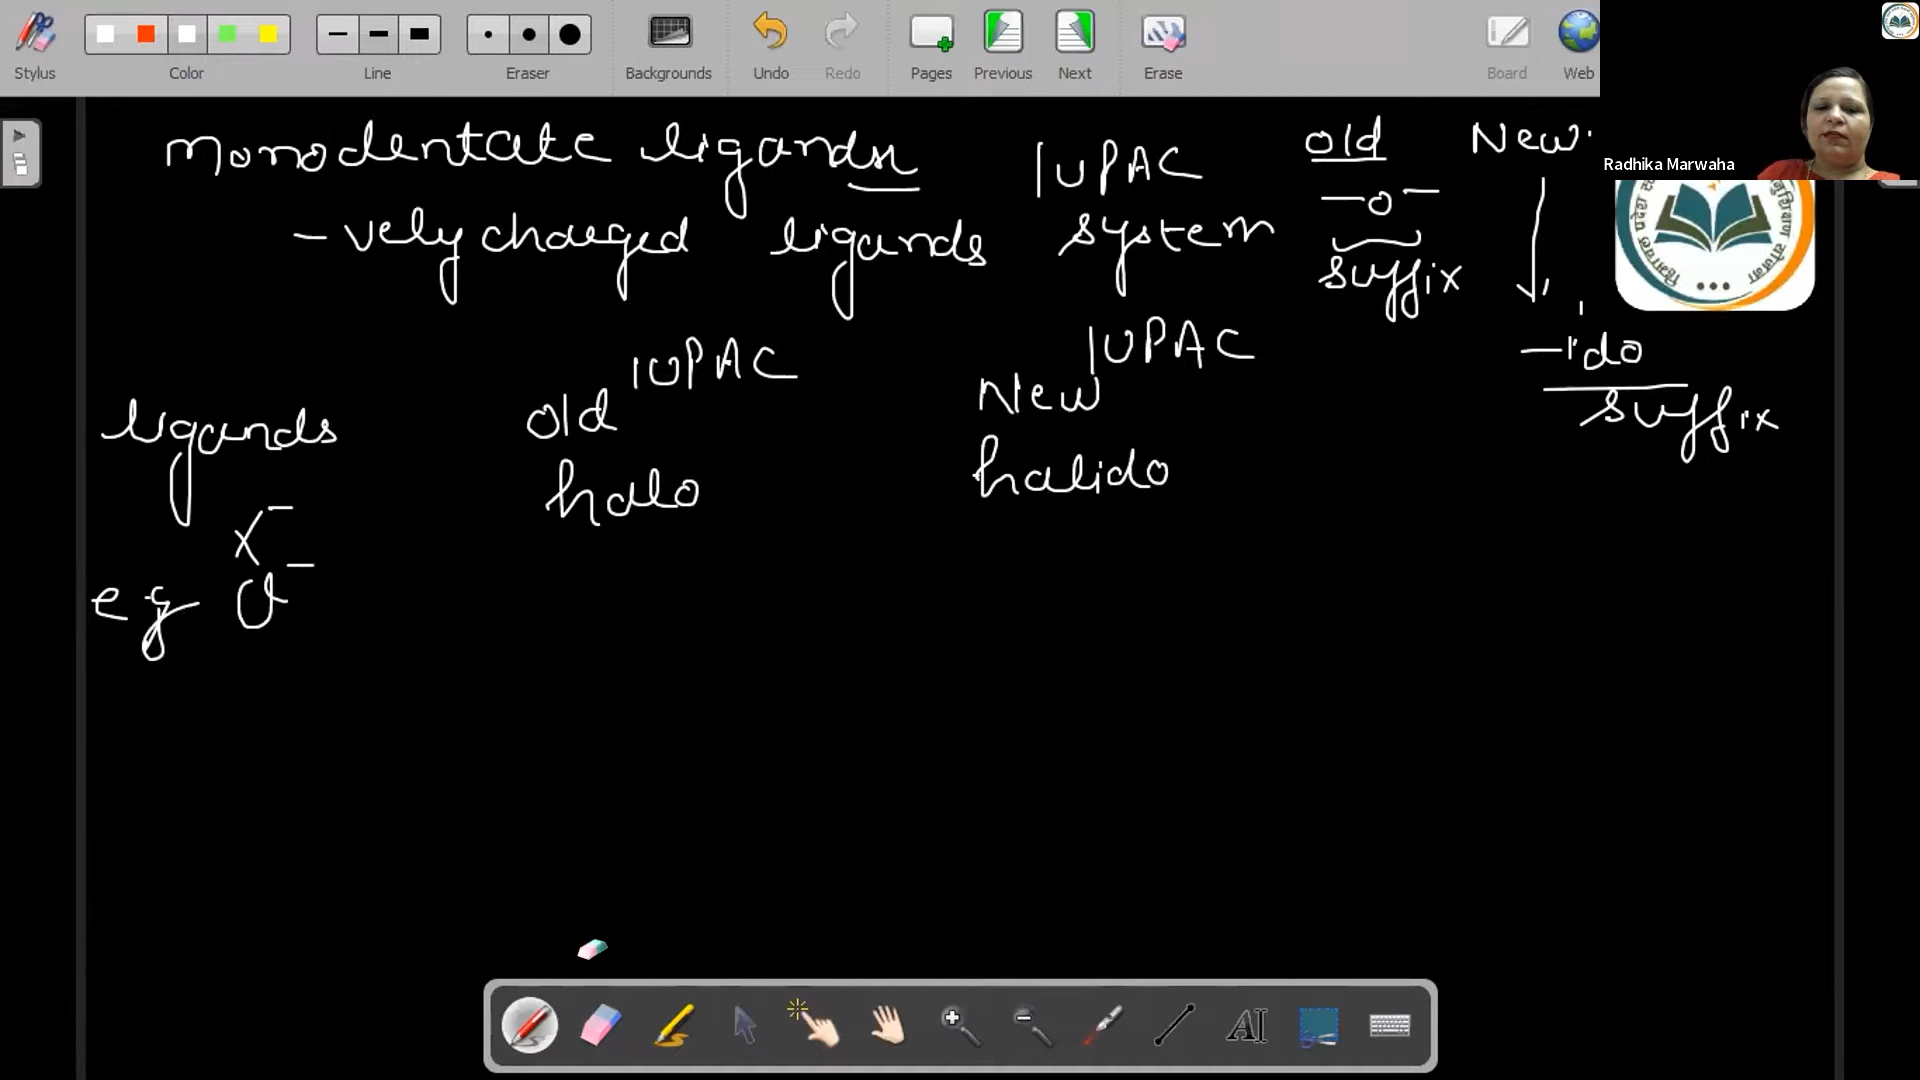 Stylus Color Line Eraser Backgrounds Undo Redo Pages Previous Next Erase Board Web
Radhika Marwaha
monodentate ligands
IUPAC
old
New
-vely charged ligands
system
-o-
suffix
-ido
suffix
ligands
old IUPAC
New IUPAC
halo
halido
X⁻
eg Cl⁻